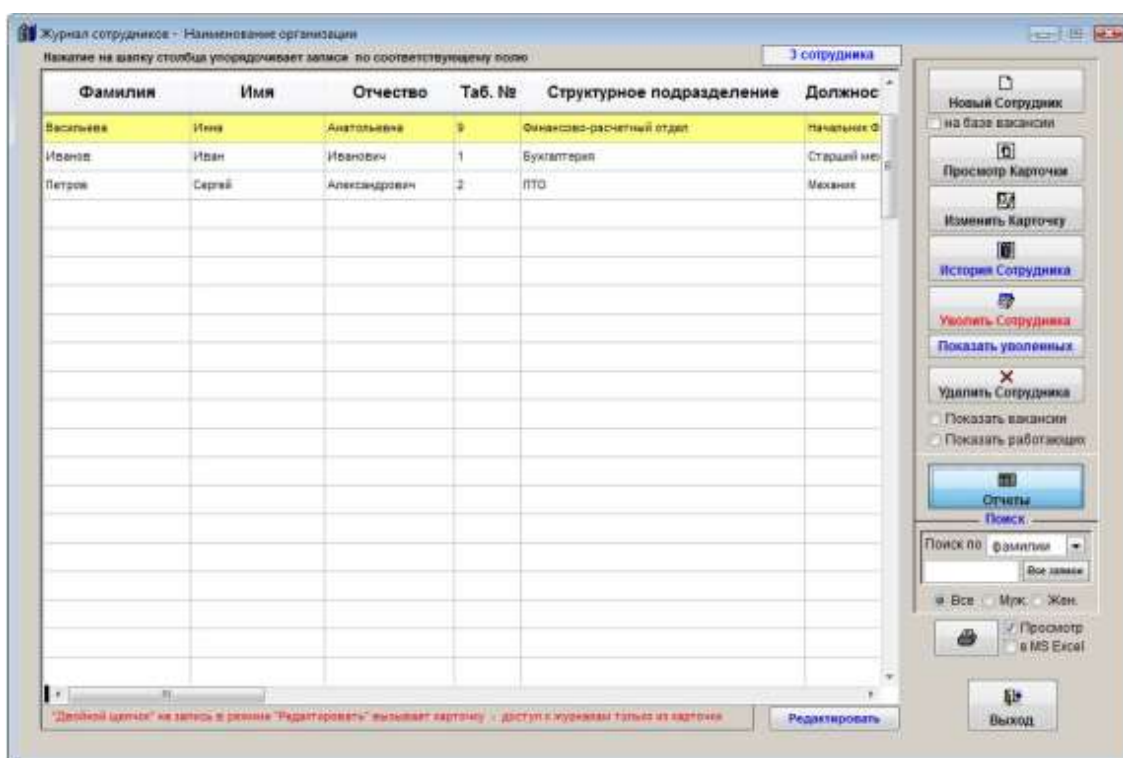 Журнал сотрудников - Наименование организации
Нажатие на шапку столбца упорядочивает записи по соответствующему полю
3 сотрудника
Фамилия Имя Отчество Таб. № Структурное подразделение Должнос
Васильева Инна Анатольевна 9 Финансово-расчетный отдел Начальник Ф
Иванов Иван Иванович 1 Бухгалтерия Старший мех
Петров Сергей Александрович 2 ПТО Механик
Новый Сотрудник
на базе вакансии
Просмотр Карточки
Изменить Карточку
История Сотрудника
Уволить Сотрудника
Показать уволенных
Удалить Сотрудника
Показать вакансии
Показать работающих
Отчеты
Поиск
Поиск по фамилии
Все записи
Все Муж. Жен.
Просмотр
в MS Excel
"Двойной щелчок" на запись в режиме "Редактировать" вызывает карточку - доступ к журналам только из карточки
Редактировать
Выход